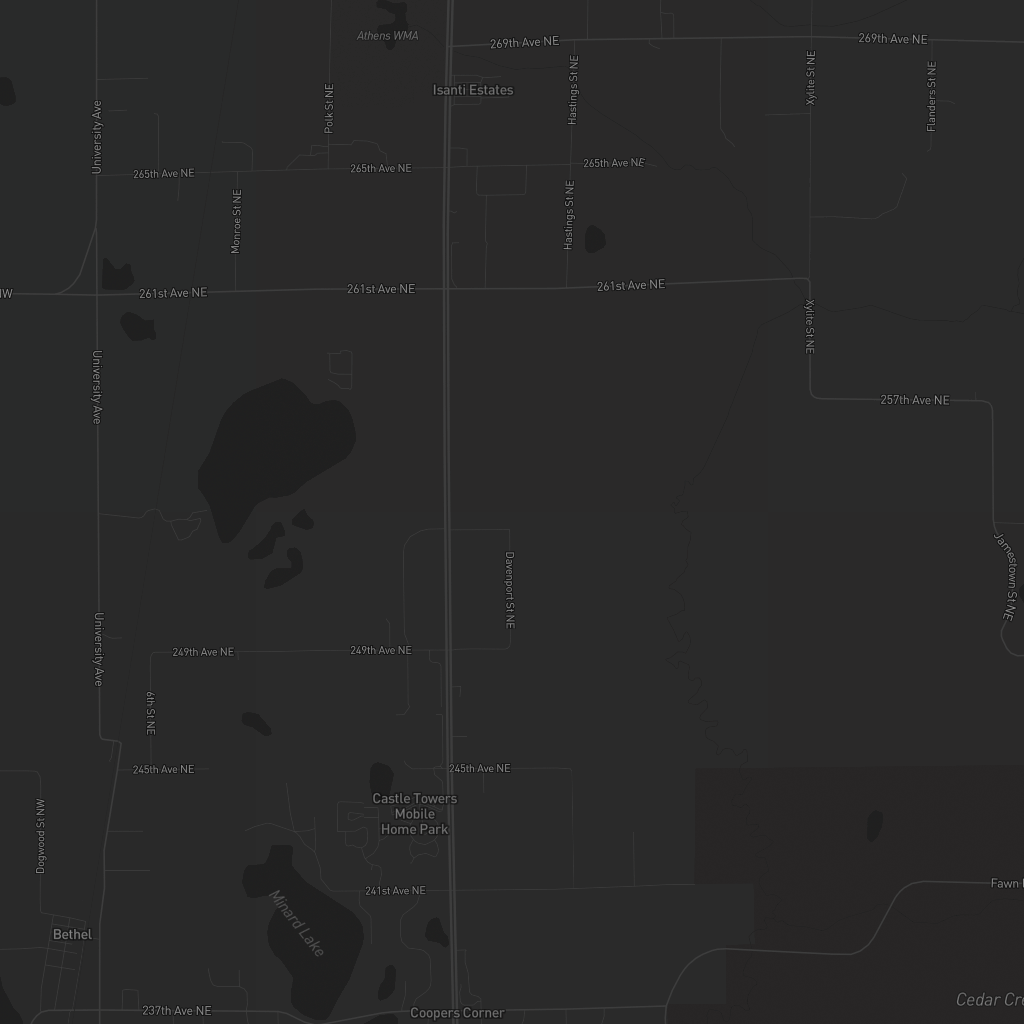 Athens WMA
269th Ave NE
269th Ave NE
Isanti Estates
Xylite St NE
Hastings St NE
Flanders St NE
Polk St NE
University Ave
265th Ave NE
265th Ave NE
265th Ave NE
Monroe St NE
Hastings St NE
NW
261st Ave NE
261st Ave NE
261st Ave NE
Xylite St NE
University Ave
257th Ave NE
Davenport St NE
Jamestown St NE
University Ave
249th Ave NE
249th Ave NE
6th St NE
245th Ave NE
245th Ave NE
Castle Towers
Mobile
Home Park
Dogwood St NW
241st Ave NE
Fawn
Minard Lake
Bethel
Cedar Cre
237th Ave NE
Coopers Corner